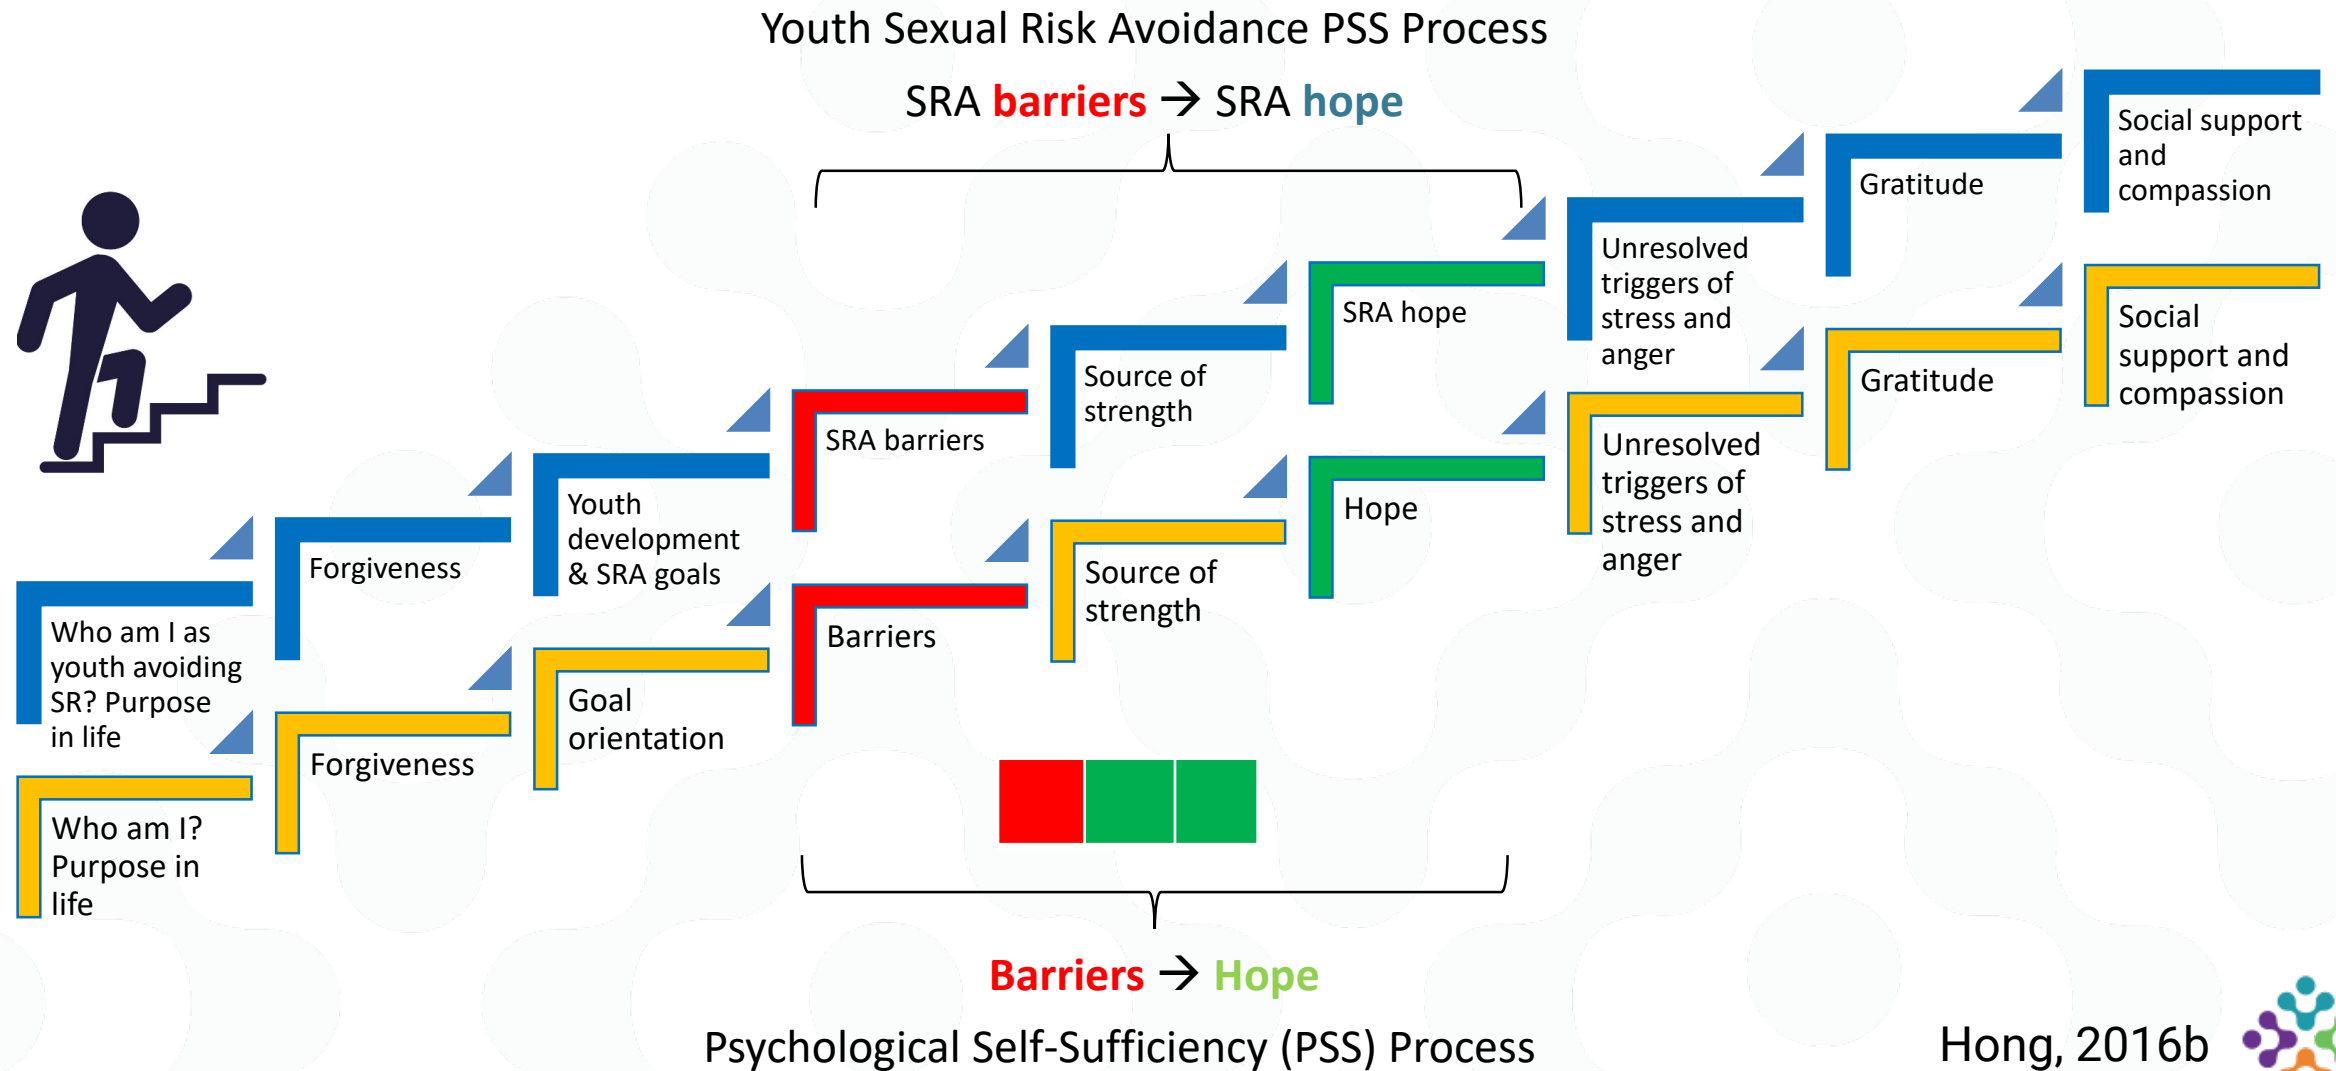 Youth Sexual Risk Avoidance PSS Process
SRA barriers → SRA hope
Who am I as
youth avoiding
SR? Purpose
in life
Forgiveness
Youth
development
& SRA goals
SRA barriers
Source of
strength
SRA hope
Unresolved
triggers of
stress and
anger
Gratitude
Social support
and
compassion
Who am I?
Purpose in
life
Forgiveness
Goal
orientation
Barriers
Source of
strength
Hope
Unresolved
triggers of
stress and
anger
Gratitude
Social
support and
compassion
Barriers → Hope
Psychological Self-Sufficiency (PSS) Process
Hong, 2016b